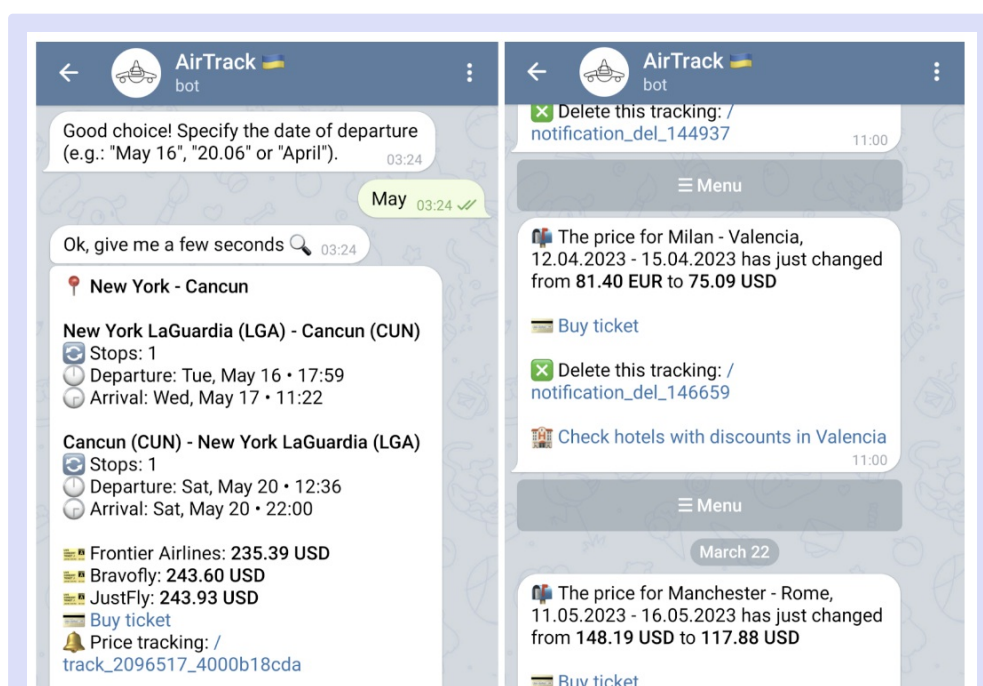 AirTrack
bot
Good choice! Specify the date of departure
(e.g.: "May 16", "20.06" or "April").
03:24
May 03:24
Ok, give me a few seconds 03:24
New York - Cancun
New York LaGuardia (LGA) - Cancun (CUN)
Stops: 1
Departure: Tue, May 16 • 17:59
Arrival: Wed, May 17 • 11:22
Cancun (CUN) - New York LaGuardia (LGA)
Stops: 1
Departure: Sat, May 20 • 12:36
Arrival: Sat, May 20 • 22:00
Frontier Airlines: 235.39 USD
Bravofly: 243.60 USD
JustFly: 243.93 USD
Buy ticket
Price tracking: /
track_2096517_4000b18cda
AirTrack
bot
Delete this tracking: /
notification_del_144937
11:00
Menu
The price for Milan - Valencia,
12.04.2023 - 15.04.2023 has just changed
from 81.40 EUR to 75.09 USD
Buy ticket
Delete this tracking: /
notification_del_146659
Check hotels with discounts in Valencia
11:00
Menu
March 22
The price for Manchester - Rome,
11.05.2023 - 16.05.2023 has just changed
from 148.19 USD to 117.88 USD
Buy ticket